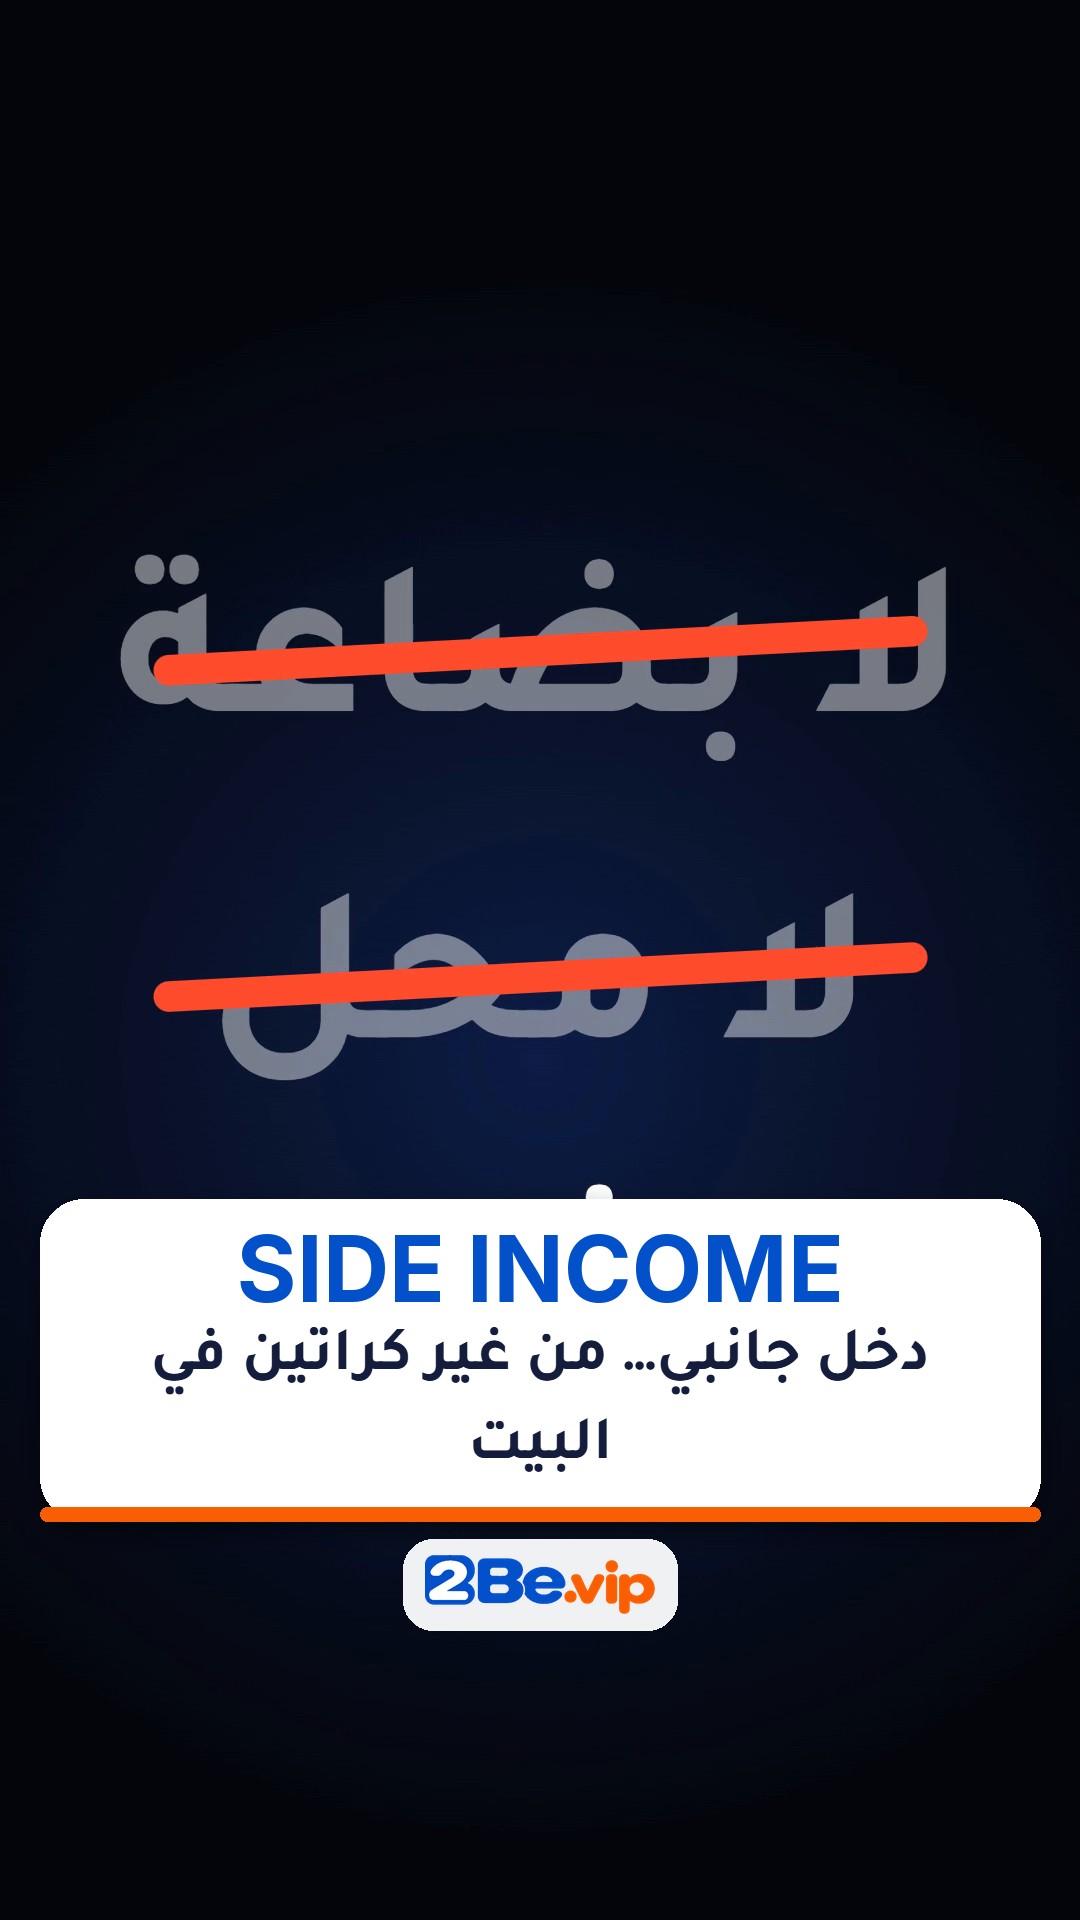 لا بضاعة
لا محل
SIDE INCOME
دخل جانبي... من غير كراتين في
البيت
2Be.vip